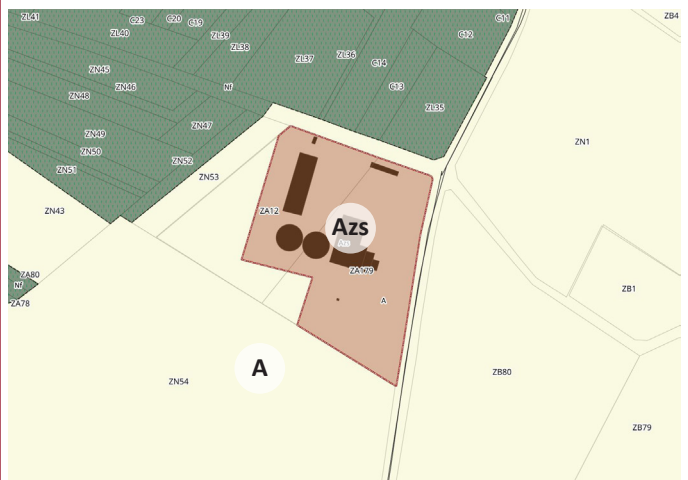 ZL41
C23
C20
C19
C11
ZB4
ZL40
ZL39
C12
ZL38
ZL37
ZL36
C14
ZN45
ZN46
Nf
C13
ZN48
ZL35
ZN47
ZN49
ZN1
ZN50
ZN52
ZN51
ZN53
ZN43
ZA12
Azs
Azs
ZA179
ZA80
Nf
ZA78
A
ZB1
A
ZN54
ZB80
ZB79